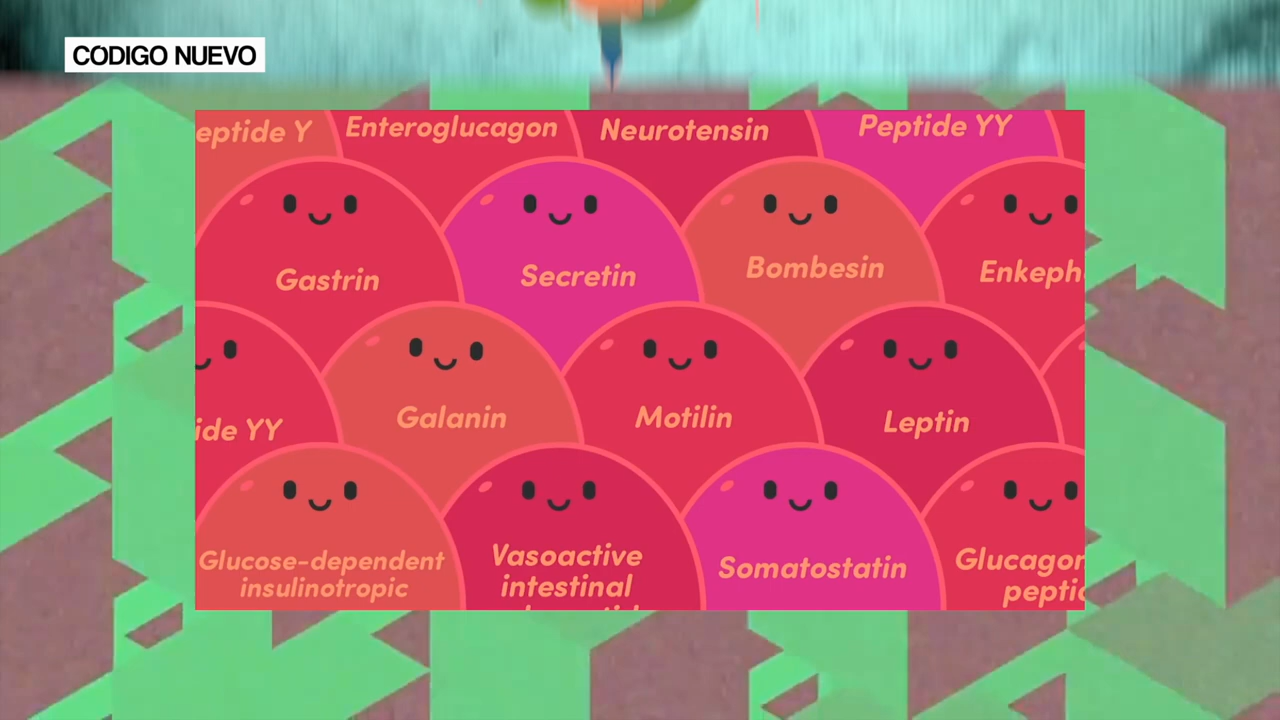 CODIGO NUEVO
eptide Y
Enteroglucagon
Neurotensin
Peptide YY
Gastrin
Secretin
Bombesin
Enkeph
ide YY
Galanin
Motilin
Leptin
Glucose-dependent
insulinotropic
Vasoactive
intestinal
Somatostatin
Glucagon
peptic